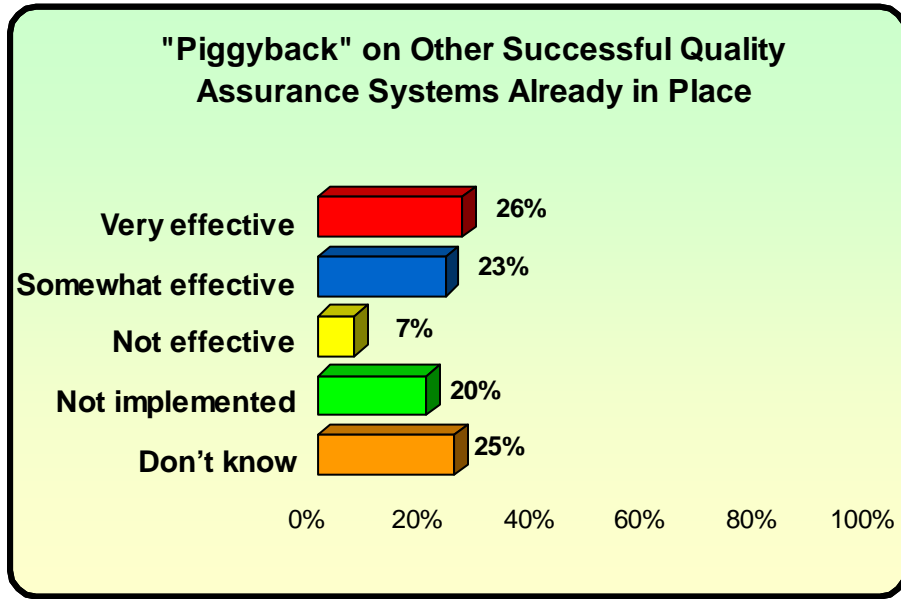 "Piggyback" on Other Successful Quality
Assurance Systems Already in Place
Very effective 26%
Somewhat effective 23%
Not effective 7%
Not implemented 20%
Don’t know 25%
0% 20% 40% 60% 80% 100%